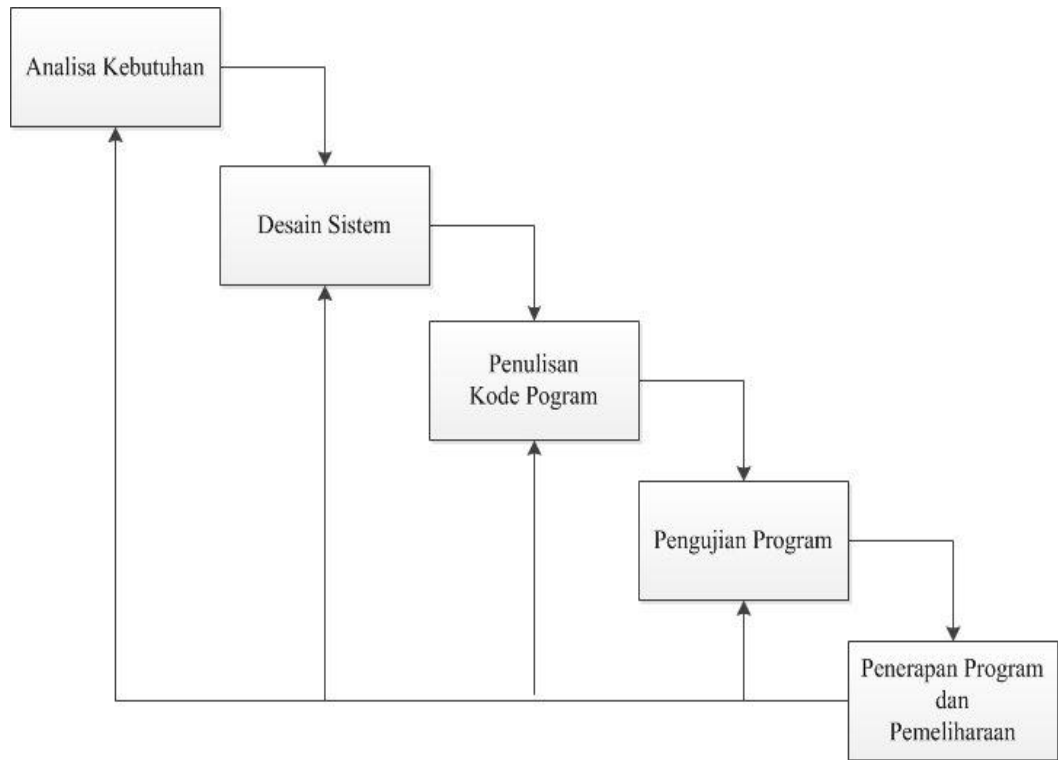 Analisa Kebutuhan
Desain Sistem
Penulisan
Kode Pogram
Pengujian Program
Penerapan Program
dan
Pemeliharaan